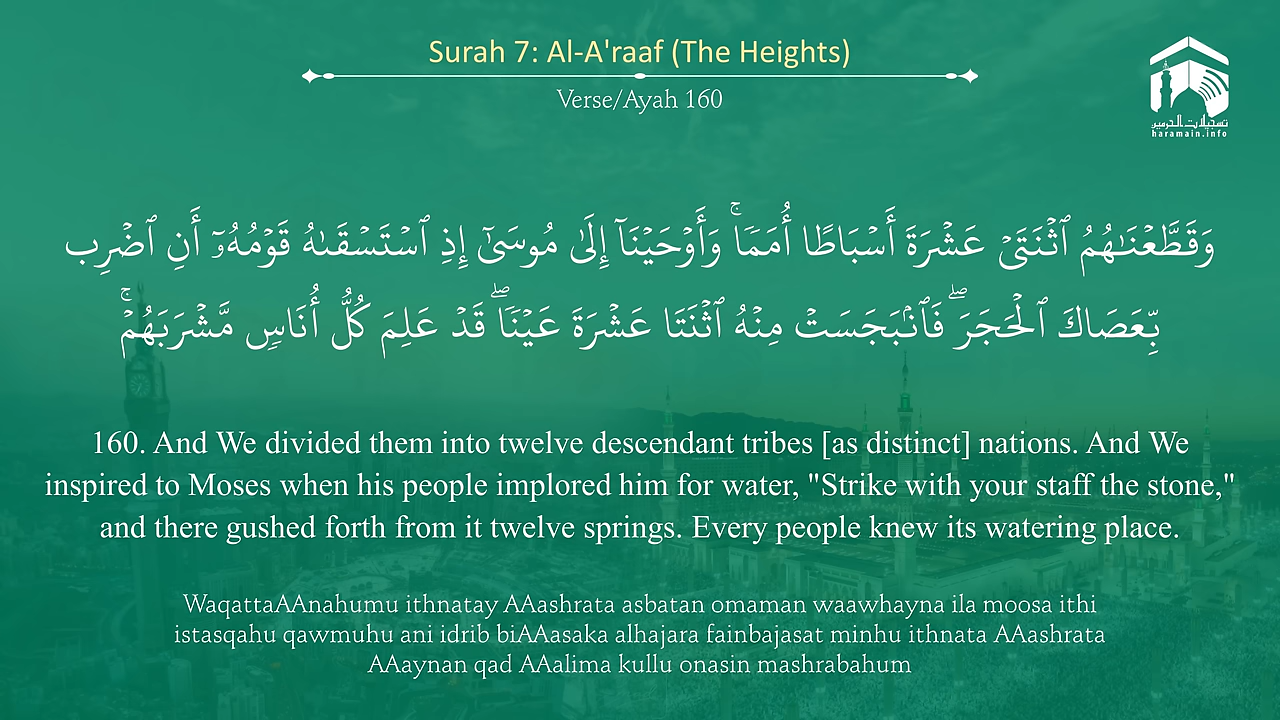 Surah 7: Al-A'raaf (The Heights)
Verse/Ayah 160
تسجيلات الحرمين
haramain.info
وَقَطَّعْنَـٰهُمُ ٱثْنَتَىْ عَشْرَةَ أَسْبَاطًا أُمَمًا ۚ وَأَوْحَيْنَآ إِلَىٰ مُوسَىٰٓ إِذِ ٱسْتَسْقَىٰهُ قَوْمُهُۥٓ أَنِ ٱضْرِب
بِّعَصَاكَ ٱلْحَجَرَ ۖ فَٱنۢبَجَسَتْ مِنْهُ ٱثْنَتَا عَشْرَةَ عَيْنًا ۖ قَدْ عَلِمَ كُلُّ أُنَاسٍ مَّشْرَبَهُمْ ۚ
160. And We divided them into twelve descendant tribes [as distinct] nations. And We
inspired to Moses when his people implored him for water, "Strike with your staff the stone,"
and there gushed forth from it twelve springs. Every people knew its watering place.
WaqattaAAnahumu ithnatay AAashrata asbatan omaman waawhayna ila moosa ithi
istasqahu qawmuhu ani idrib biAAasaka alhajara fainbajasat minhu ithnata AAashrata
AAaynan qad AAalima kullu onasin mashrabahum